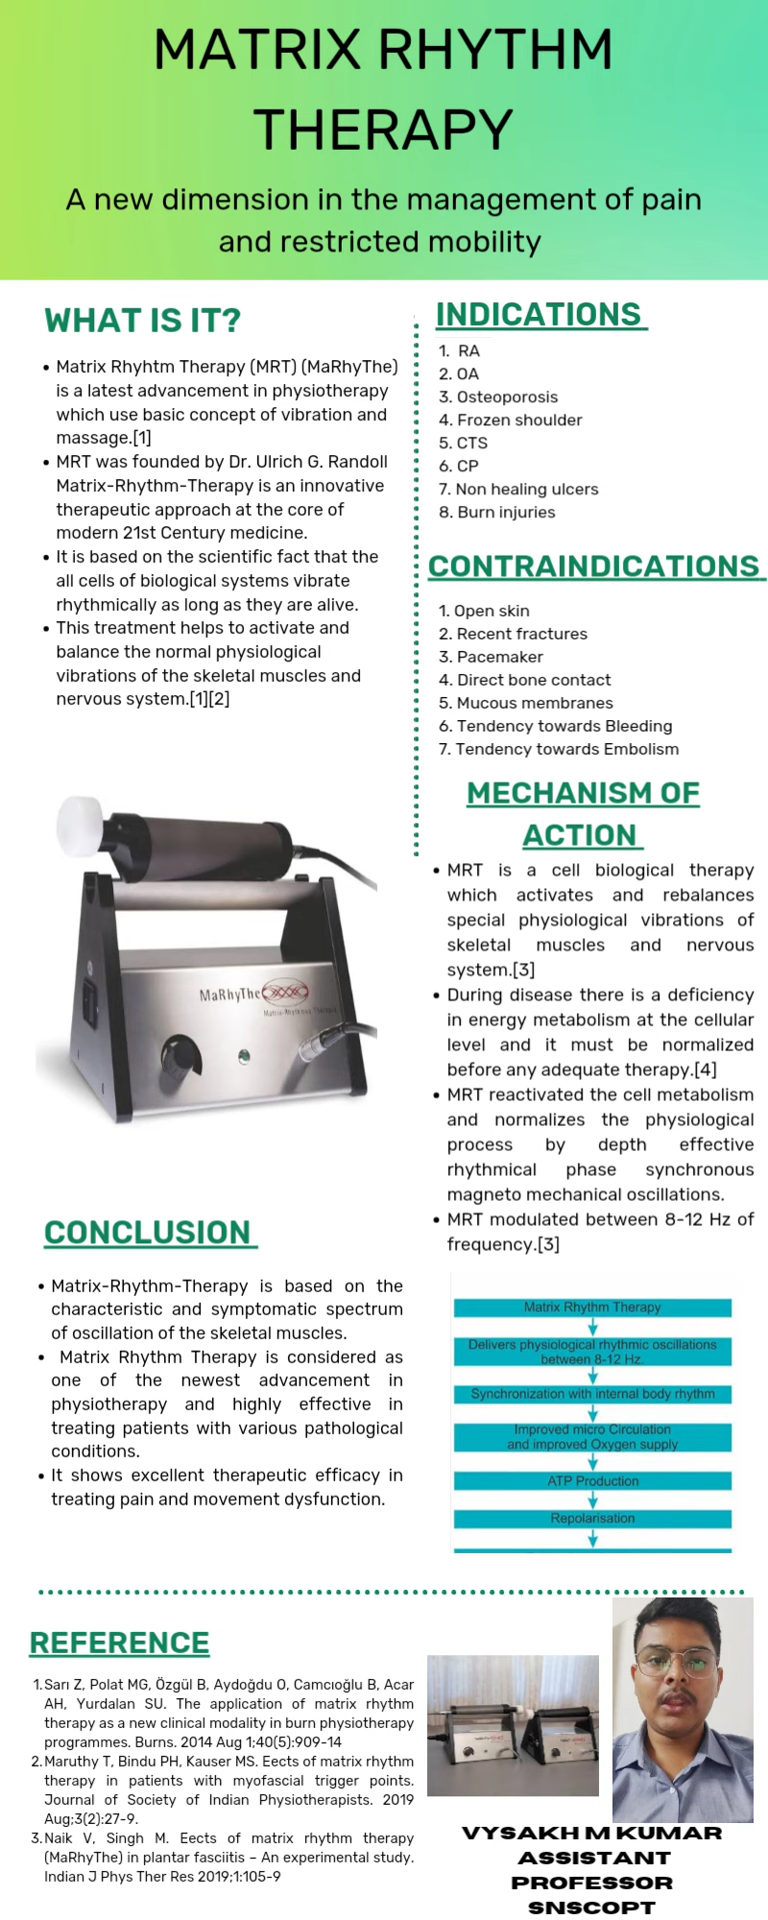 MATRIX RHYTHM
THERAPY
A new dimension in the management of pain
and restricted mobility
WHAT IS IT?
• Matrix Rhyhtm Therapy (MRT) (MaRhyThe)
is a latest advancement in physiotherapy
which use basic concept of vibration and
massage.[1]
• MRT was founded by Dr. Ulrich G. Randoll
Matrix-Rhythm-Therapy is an innovative
therapeutic approach at the core of
modern 21st Century medicine.
• It is based on the scientific fact that the
all cells of biological systems vibrate
rhythmically as long as they are alive.
• This treatment helps to activate and
balance the normal physiological
vibrations of the skeletal muscles and
nervous system.[1][2]
MaRhyThe
Matrix-Rhythmus-Therapie
CONCLUSION
• Matrix-Rhythm-Therapy is based on the
characteristic and symptomatic spectrum
of oscillation of the skeletal muscles.
• Matrix Rhythm Therapy is considered as
one of the newest advancement in
physiotherapy and highly effective in
treating patients with various pathological
conditions.
• It shows excellent therapeutic efficacy in
treating pain and movement dysfunction.
INDICATIONS
1. RA
2. OA
3. Osteoporosis
4. Frozen shoulder
5. CTS
6. CP
7. Non healing ulcers
8. Burn injuries
CONTRAINDICATIONS
1. Open skin
2. Recent fractures
3. Pacemaker
4. Direct bone contact
5. Mucous membranes
6. Tendency towards Bleeding
7. Tendency towards Embolism
MECHANISM OF
ACTION
• MRT is a cell biological therapy
which activates and rebalances
special physiological vibrations of
skeletal muscles and nervous
system.[3]
• During disease there is a deficiency
in energy metabolism at the cellular
level and it must be normalized
before any adequate therapy.[4]
• MRT reactivated the cell metabolism
and normalizes the physiological
process by depth effective
rhythmical phase synchronous
magneto mechanical oscillations.
• MRT modulated between 8-12 Hz of
frequency.[3]
Matrix Rhythm Therapy
Delivers physiological rhythmic oscillations
between 8-12 Hz.
Synchronization with internal body rhythm
Improved micro Circulation
and improved Oxygen supply
ATP Production
Repolarisation
REFERENCE
1. Sarı Z, Polat MG, Özgül B, Aydoğdu O, Camcıoğlu B, Acar
AH, Yurdalan SU. The application of matrix rhythm
therapy as a new clinical modality in burn physiotherapy
programmes. Burns. 2014 Aug 1;40(5):909-14
2. Maruthy T, Bindu PH, Kauser MS. Eects of matrix rhythm
therapy in patients with myofascial trigger points.
Journal of Society of Indian Physiotherapists. 2019
Aug;3(2):27-9.
3. Naik V, Singh M. Eects of matrix rhythm therapy
(MaRhyThe) in plantar fasciitis – An experimental study.
Indian J Phys Ther Res 2019;1:105-9
VYSAKH M KUMAR
ASSISTANT
PROFESSOR
SNSCOPT